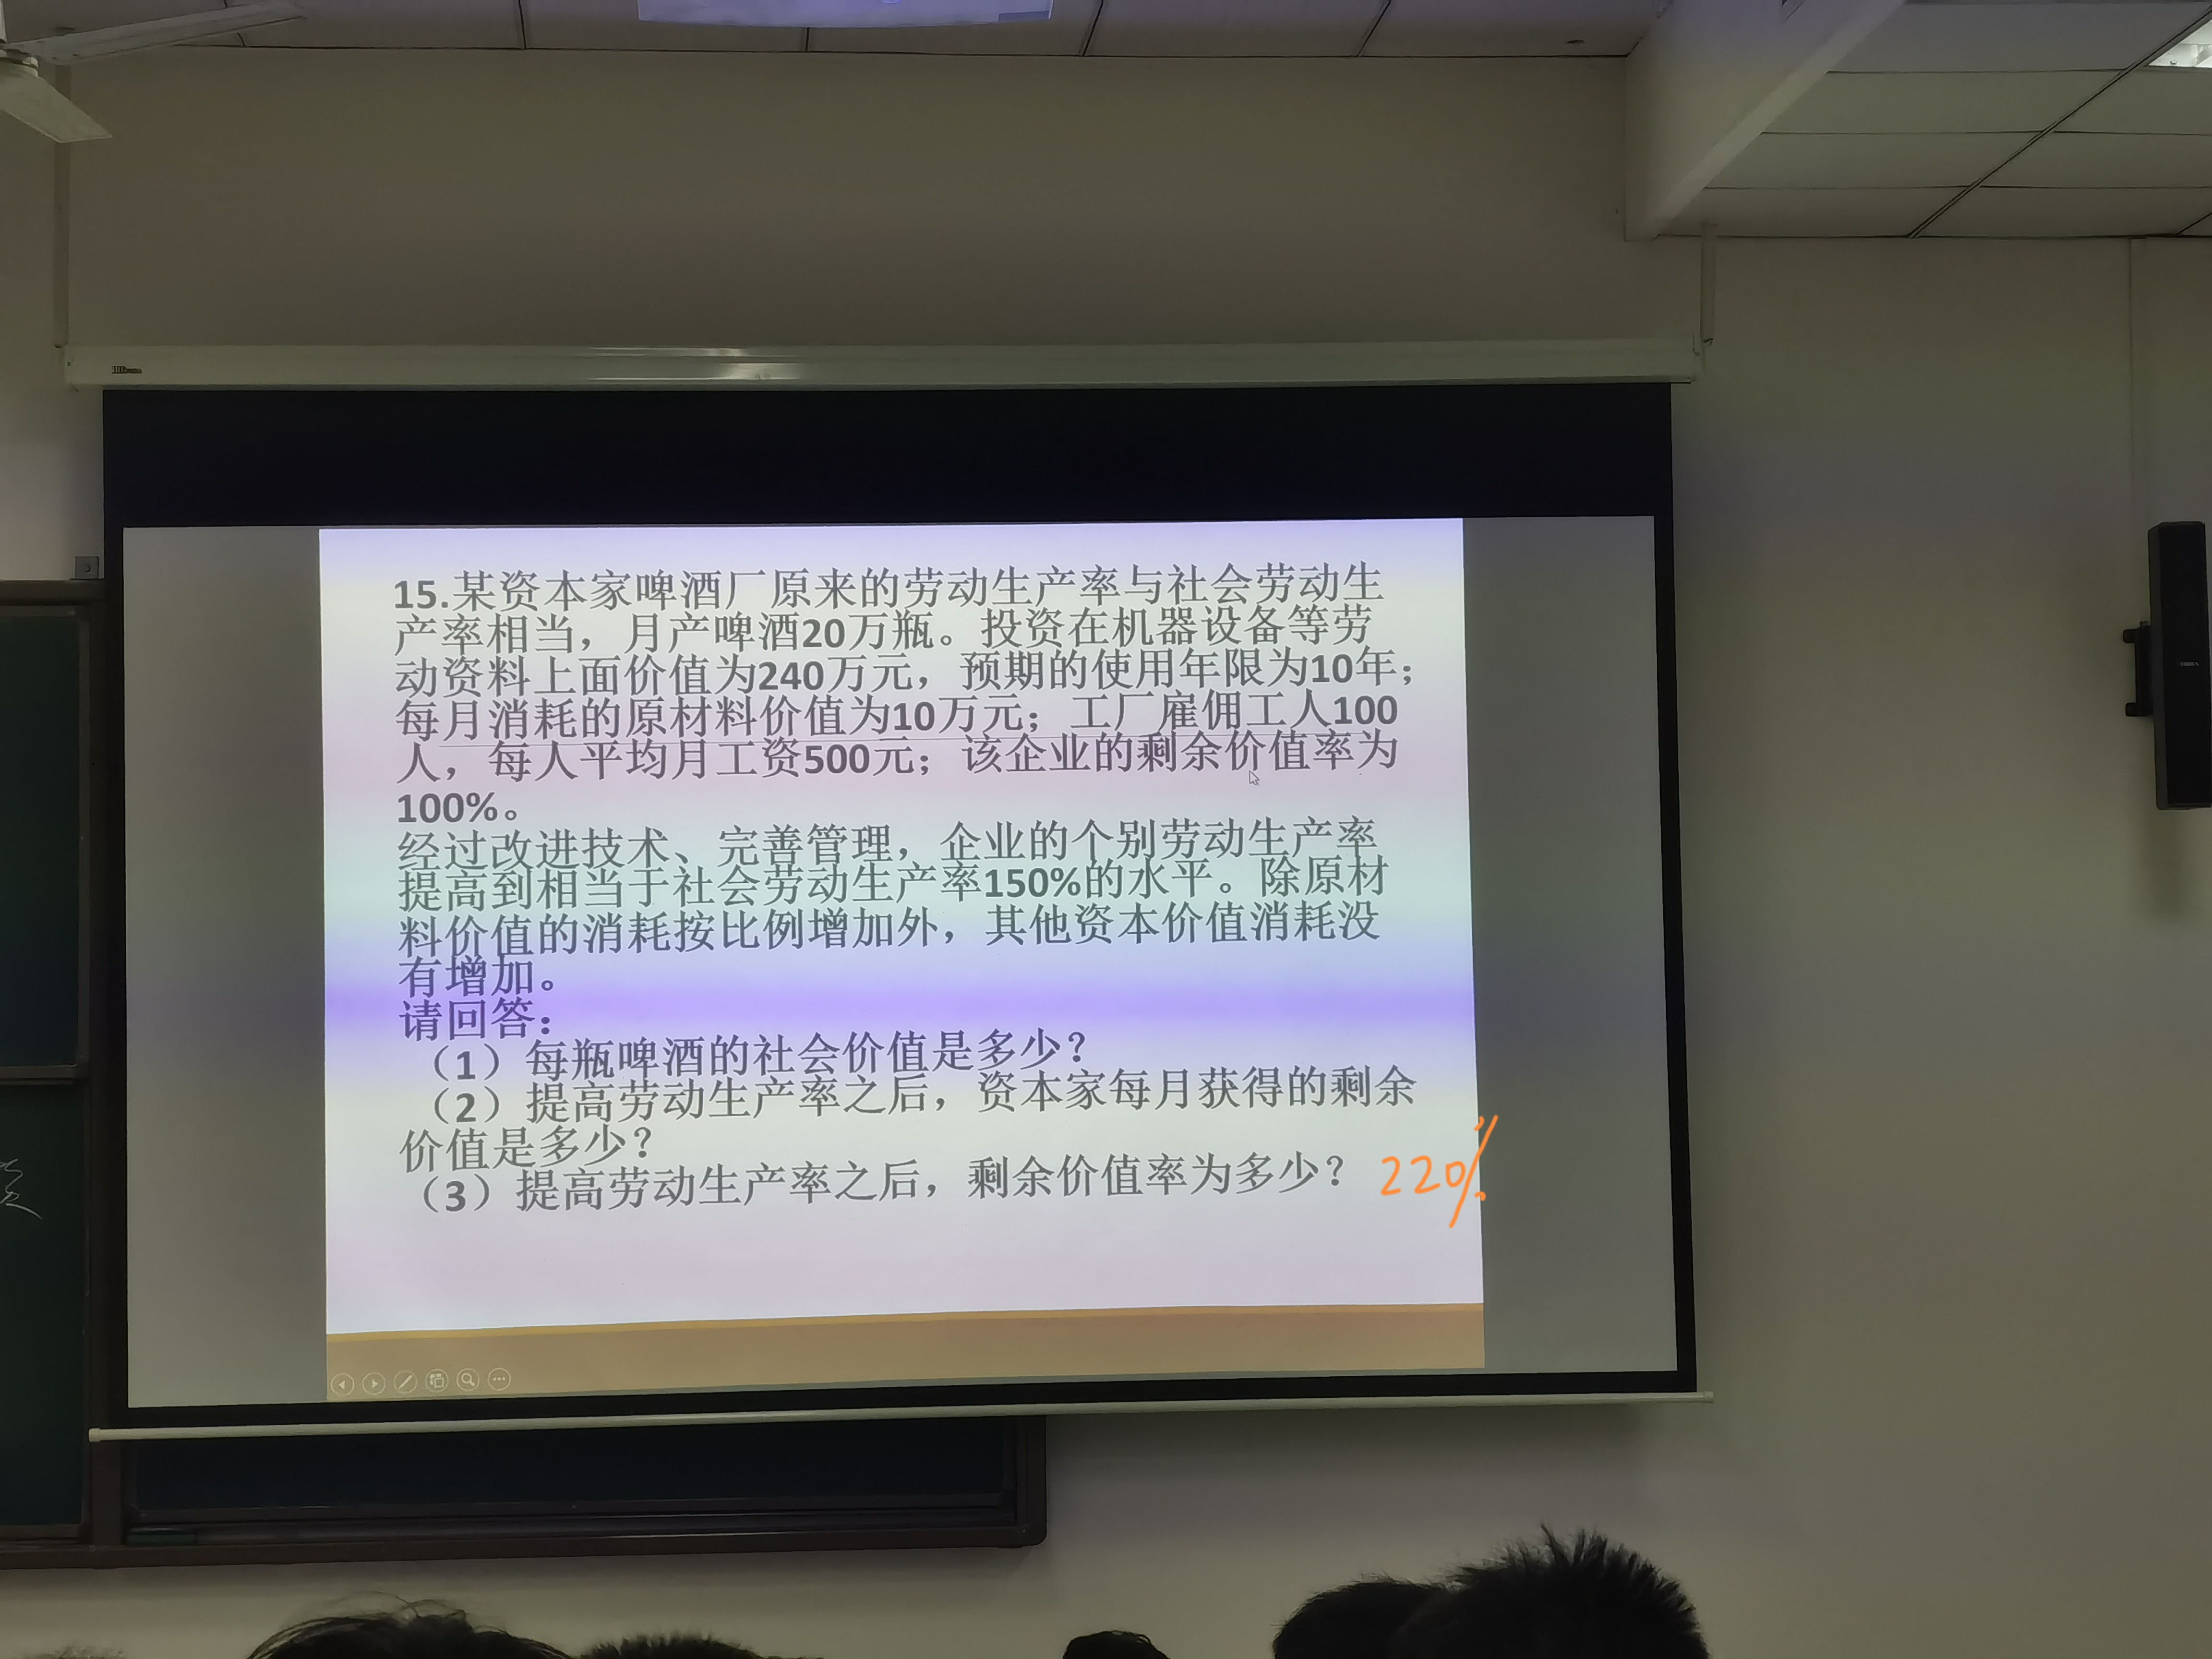 15.某资本家啤酒厂原来的劳动生产率与社会劳动生
产率相当，月产啤酒20万瓶。投资在机器设备等劳
动资料上面价值为240万元，预期的使用年限为10年；
每月消耗的原材料价值为10万元；工厂雇佣工人100
人，每人平均月工资500元；该企业的剩余价值率为
100%。
经过改进技术、完善管理，企业的个别劳动生产率
提高到相当于社会劳动生产率150%的水平。除原材
料价值的消耗按比例增加外，其他资本价值消耗没
有增加。
请回答：
（1）每瓶啤酒的社会价值是多少？
（2）提高劳动生产率之后，资本家每月获得的剩余
价值是多少？
（3）提高劳动生产率之后，剩余价值率为多少？ 220%